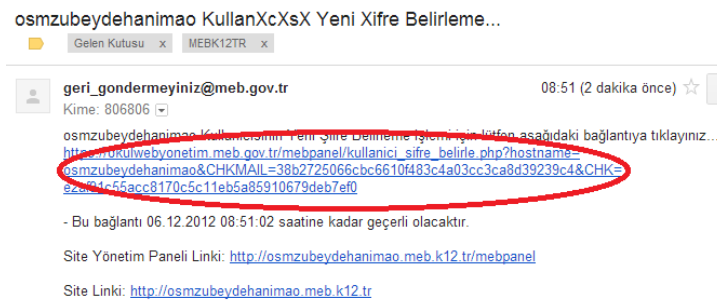 osmzubeydehanimao KullanXcXsX Yeni Xifre Belirleme...
Gelen Kutusu x MEBK12TR x
geri_gondermeyiniz@meb.gov.tr 08:51 (2 dakika önce)
Kime: 806806
osmzubeydehanimao Kullanıcısının Yeni Şifre Belirleme işlemi için lütfen aşağıdaki bağlantıya tıklayınız...
https://okulwebyonetim.meb.gov.tr/mebpanel/kullanici_sifre_belirle.php?hostname=
osmzubeydehanimao&CHKMAIL=38b2725066cbc6610f483c4a03cc3ca8d39239c4&CHK=
e2af91c55acc8170c5c11eb5a85910679deb7ef0
- Bu bağlantı 06.12.2012 08:51:02 saatine kadar geçerli olacaktır.
Site Yönetim Paneli Linki: http://osmzubeydehanimao.meb.k12.tr/mebpanel
Site Linki: http://osmzubeydehanimao.meb.k12.tr